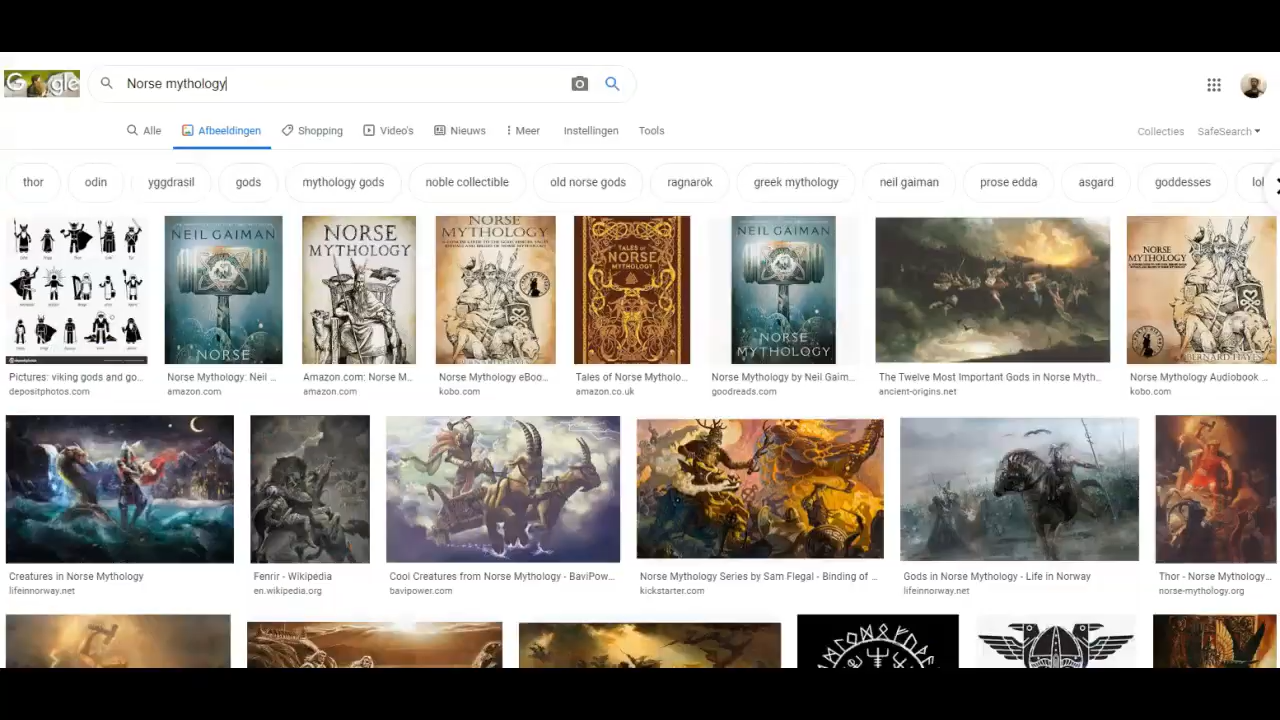 Google
Norse mythology
Alle Afbeeldingen Shopping Video's Nieuws Meer Instellingen Tools
Collecties SafeSearch
thor odin yggdrasil gods mythology gods noble collectible old norse gods ragnarok greek mythology neil gaiman prose edda asgard goddesses lol
NEIL GAIMAN
NORSE
NORSE
MYTHOLOGY
NORSE
MYTHOLOGY
TALES OF
NORSE
MYTHOLOGY
NEIL GAIMAN
NORSE
MYTHOLOGY
NORSE
MYTHOLOGY
BERNARD HAYES
Pictures: viking gods and go...
depositphotos.com
Norse Mythology: Neil ...
amazon.com
Amazon.com: Norse M...
amazon.com
Norse Mythology eBoo...
kobo.com
Tales of Norse Mytholo...
amazon.co.uk
Norse Mythology by Neil Gaim...
goodreads.com
The Twelve Most Important Gods in Norse Myth...
ancient-origins.net
Norse Mythology Audiobook ...
kobo.com
Creatures in Norse Mythology
lifeinnorway.net
Fenrir - Wikipedia
en.wikipedia.org
Cool Creatures from Norse Mythology - BaviPow...
bavipower.com
Norse Mythology Series by Sam Flegal - Binding of ...
kickstarter.com
Gods in Norse Mythology - Life in Norway
lifeinnorway.net
Thor - Norse Mythology...
norse-mythology.org